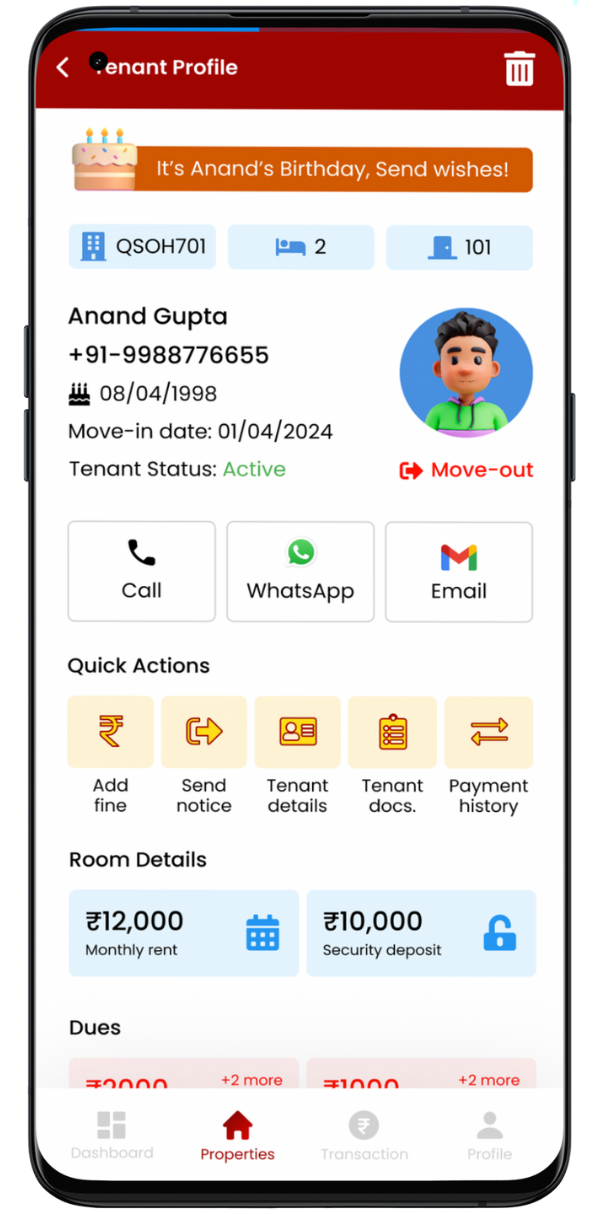 Tenant Profile
It's Anand's Birthday, Send wishes!
QSOH701
2
101
Anand Gupta
+91-9988776655
08/04/1998
Move-in date: 01/04/2024
Tenant Status: Active
Move-out
Call
WhatsApp
Email
Quick Actions
Add
fine
Send
notice
Tenant
details
Tenant
docs.
Payment
history
Room Details
₹12,000
Monthly rent
₹10,000
Security deposit
Dues
₹2000
+2 more
₹1000
+2 more
Dashboard
Properties
Transaction
Profile